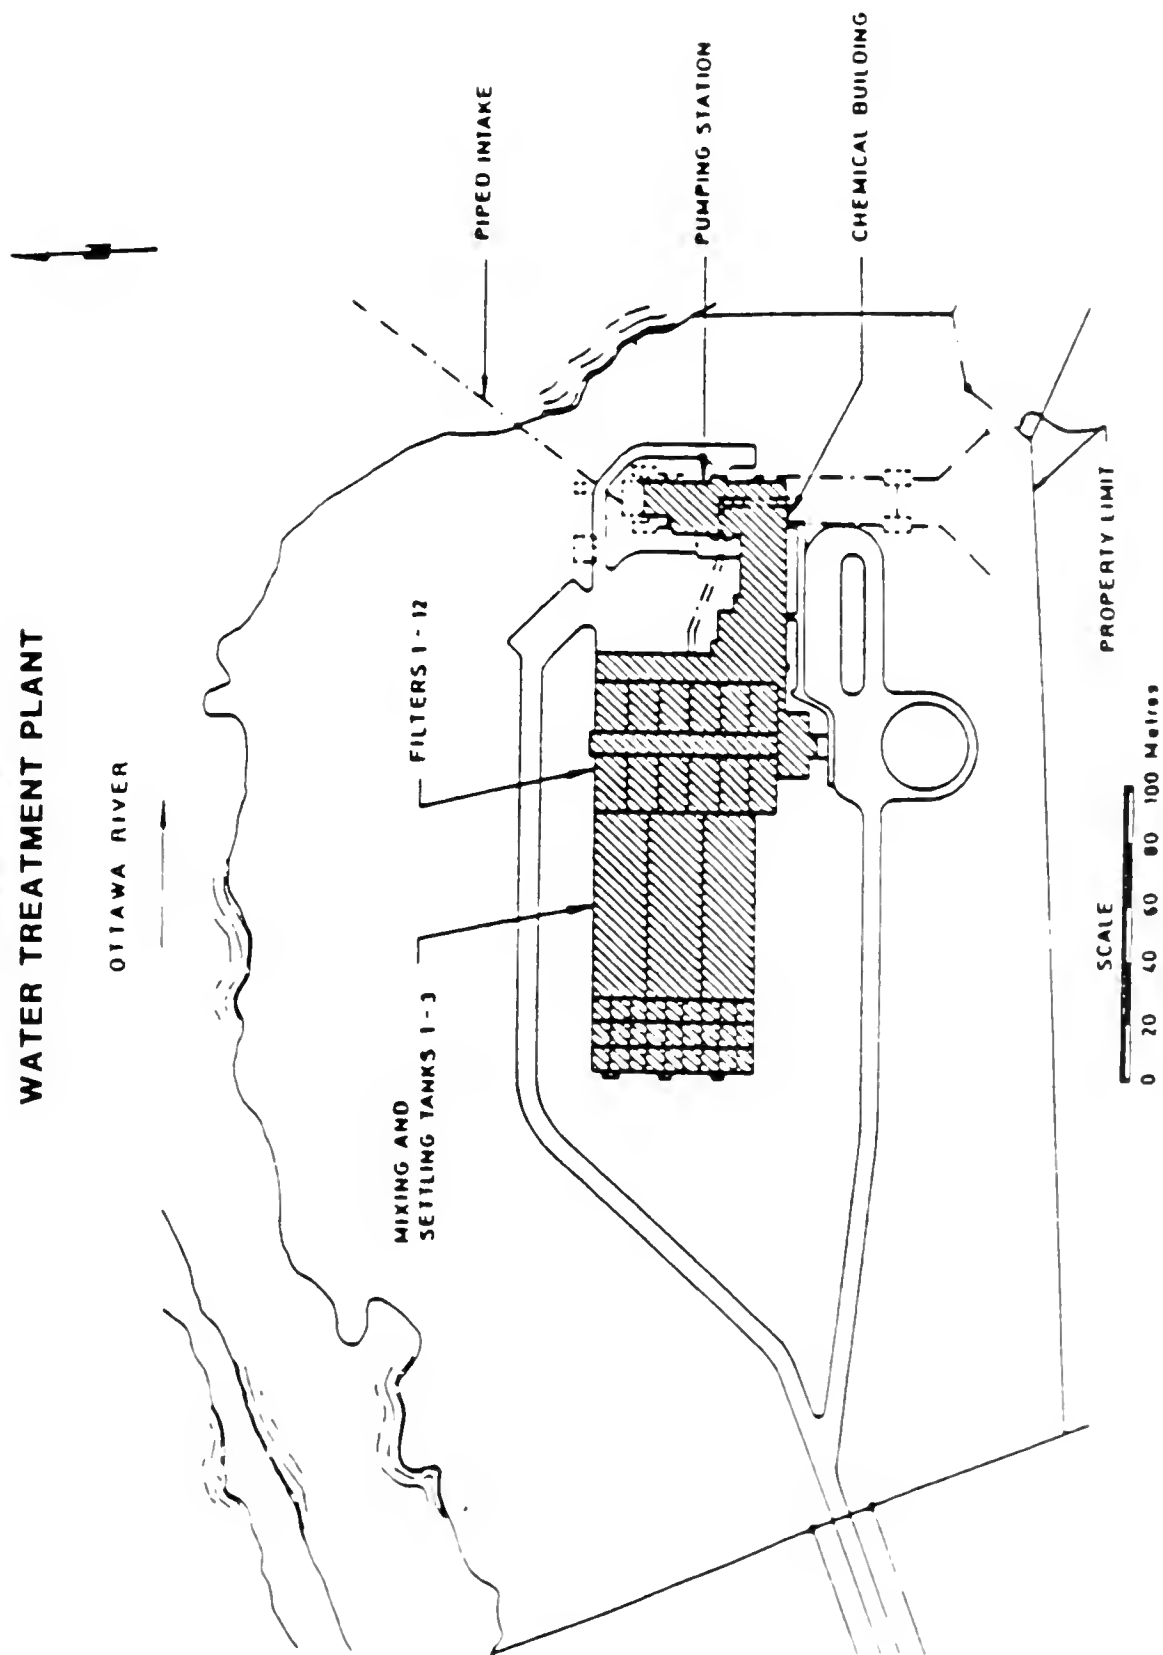 WATER TREATMENT PLANT
OTTAWA RIVER
PIPED INTAKE
PUMPING STATION
CHEMICAL BUILDING
FILTERS 1-12
MIXING AND
SETTLING TANKS 1-3
PROPERTY LIMIT
SCALE
0 20 40 60 80 100 Metres